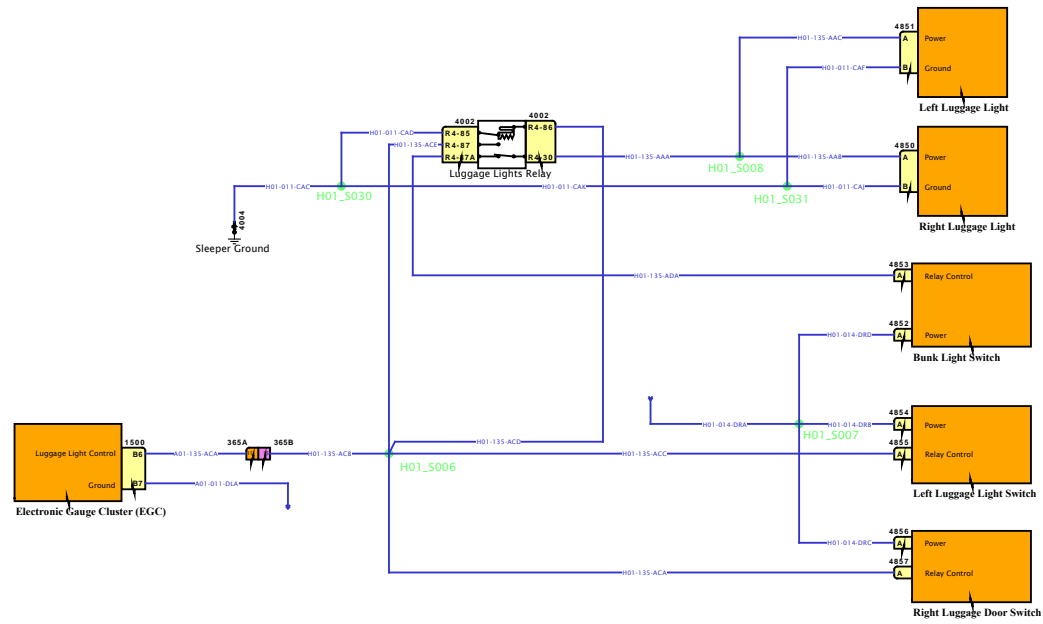 4851
H01-135-AAC
A
Power
H01-011-CAF
B
Ground
Left Luggage Light
4002
4002
H01-011-CAD
R4-85
R4-86
H01-135-ACE
R4-87
R4-87A
R4-30
H01-135-AAA
H01-135-AAB
4850
A
Power
Luggage Lights Relay
H01_S008
H01-011-CAC
H01-011-CAK
H01-011-CAJ
B
Ground
H01_S030
H01_S031
4004
Right Luggage Light
Sleeper Ground
4853
H01-135-ADA
A
Relay Control
4852
H01-014-DRD
A
Power
Bunk Light Switch
4854
H01-014-DRA
H01-014-DRB
A
Power
H01_S007
1500
365A
365B
H01-135-ACD
4855
Luggage Light Control
B6
A01-135-ACA
H01-135-ACB
H01-135-ACC
A
Relay Control
H01_S006
Ground
B7
A01-011-DLA
Left Luggage Light Switch
Electronic Gauge Cluster (EGC)
4856
H01-014-DRC
A
Power
4857
H01-135-ACA
A
Relay Control
Right Luggage Door Switch